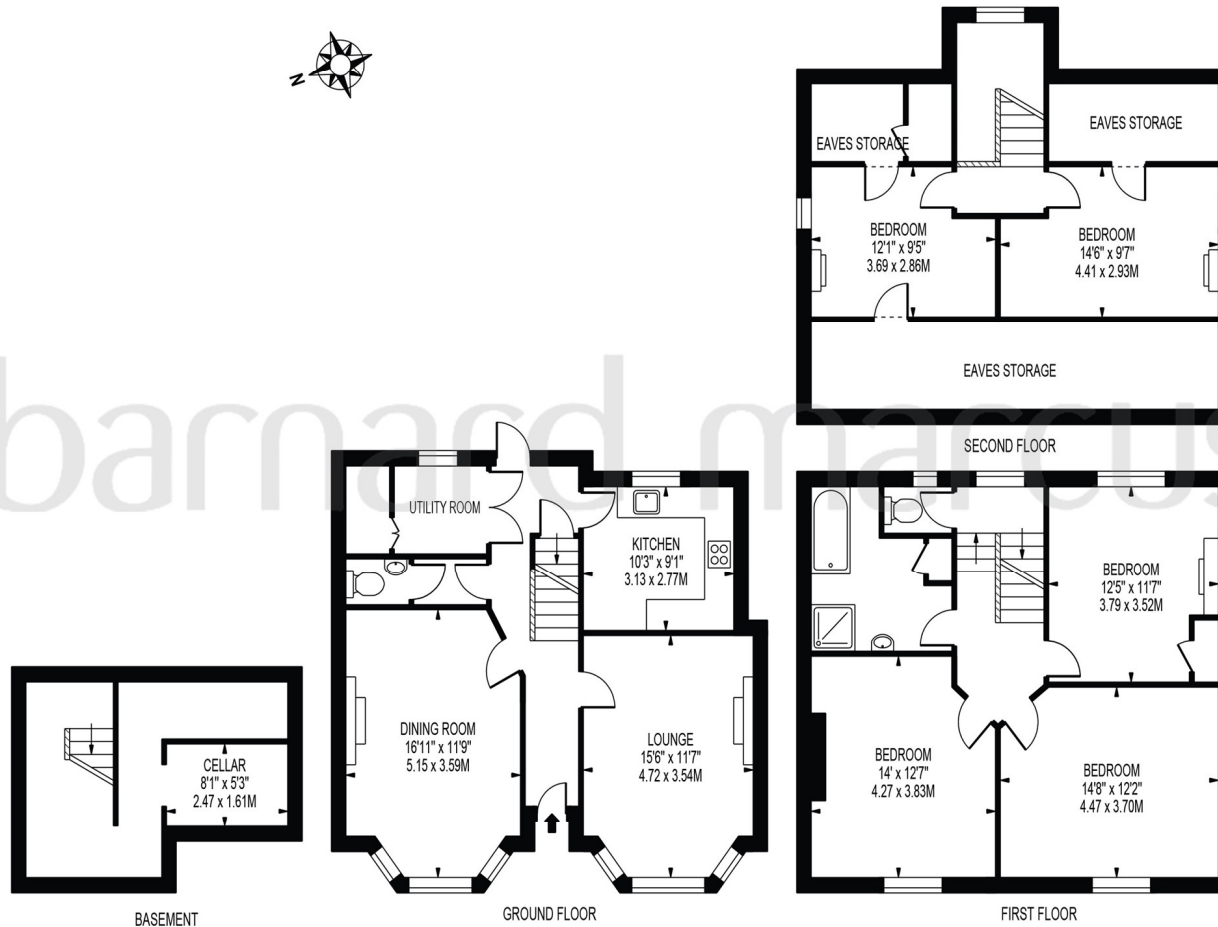 N
EAVES STORAGE
EAVES STORAGE
BEDROOM
12'1" x 9'5"
3.69 x 2.86M
BEDROOM
14'6" x 9'7"
4.41 x 2.93M
EAVES STORAGE
SECOND FLOOR
barnard marcus
UTILITY ROOM
KITCHEN
10'3" x 9'1"
3.13 x 2.77M
DINING ROOM
16'11" x 11'9"
5.15 x 3.59M
LOUNGE
15'6" x 11'7"
4.72 x 3.54M
GROUND FLOOR
CELLAR
8'1" x 5'3"
2.47 x 1.61M
BASEMENT
BEDROOM
12'5" x 11'7"
3.79 x 3.52M
BEDROOM
14' x 12'7"
4.27 x 3.83M
BEDROOM
14'8" x 12'2"
4.47 x 3.70M
FIRST FLOOR